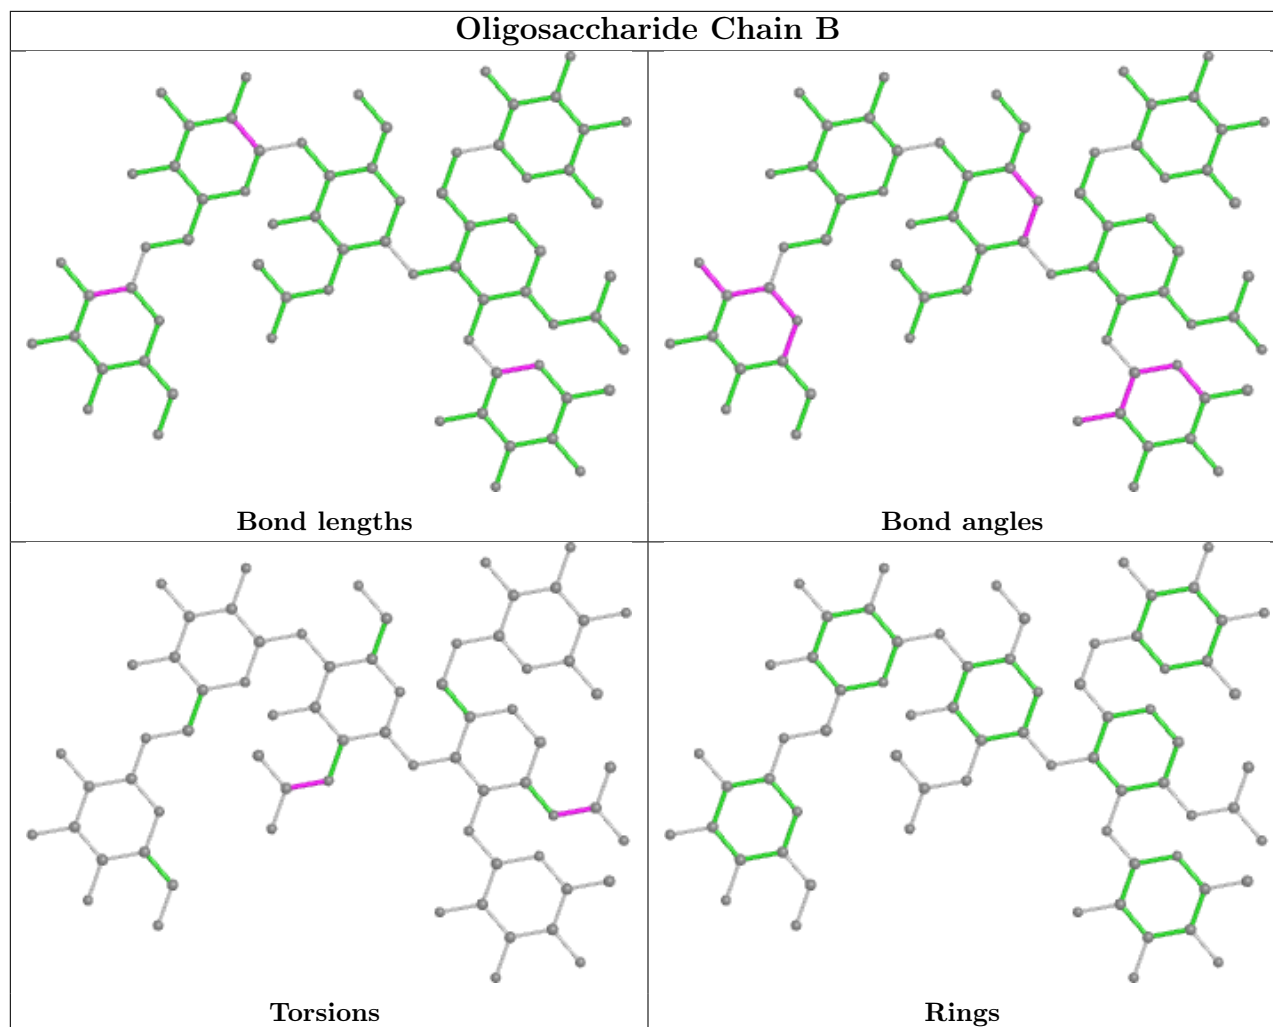 Oligosaccharide Chain B
Bond lengths
Bond angles
Torsions
Rings